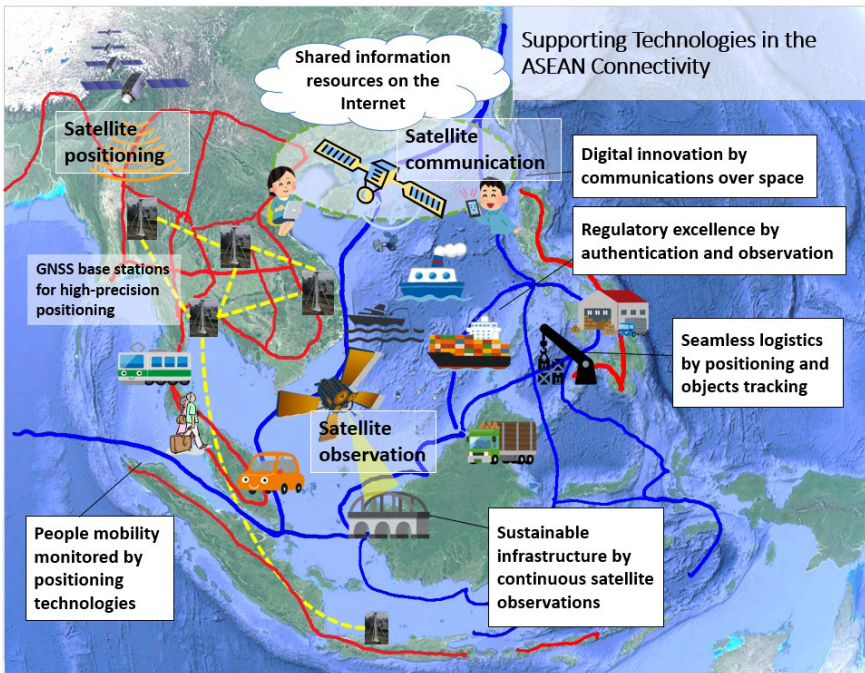 Supporting Technologies in the
ASEAN Connectivity
Shared information
resources on the
Internet
Satellite
positioning
Satellite
communication
Digital innovation by
communications over space
Regulatory excellence by
authentication and observation
GNSS base stations
for high-precision
positioning
Seamless logistics
by positioning and
objects tracking
Satellite
observation
People mobility
monitored by
positioning
technologies
Sustainable
infrastructure by
continuous satellite
observations